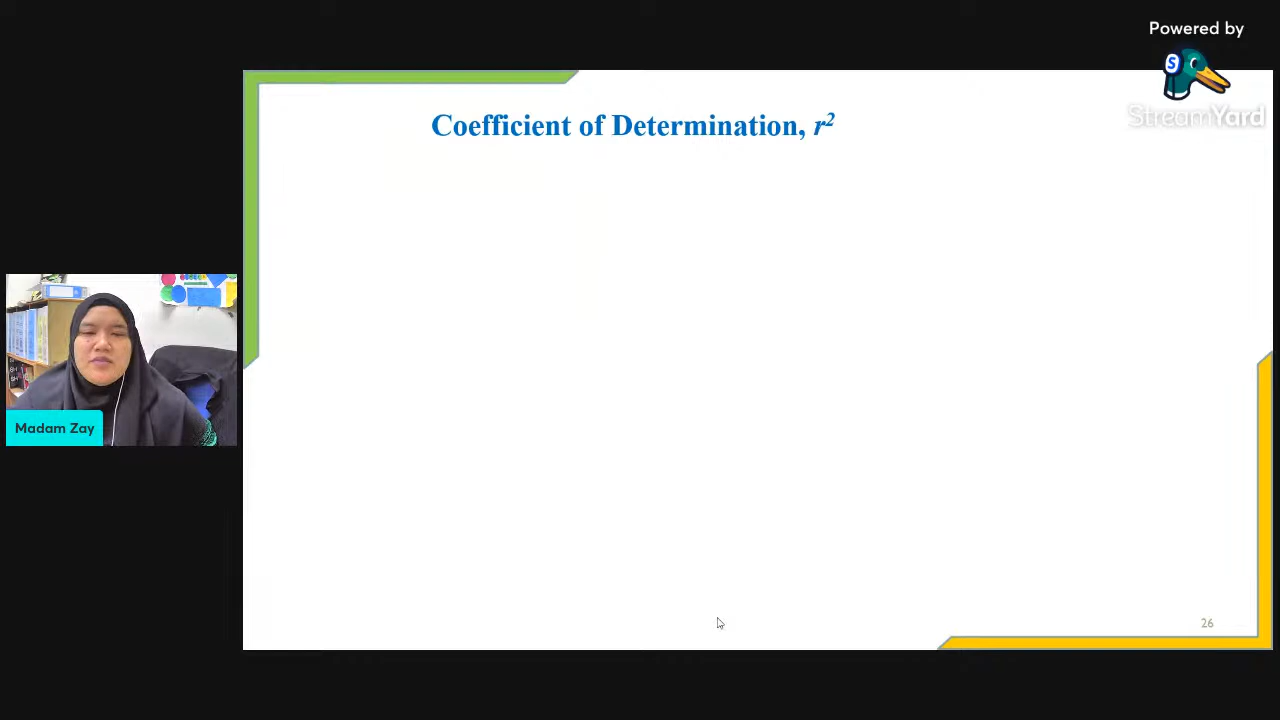 Powered by
StreamYard
Coefficient of Determination, r²
Madam Zay
26